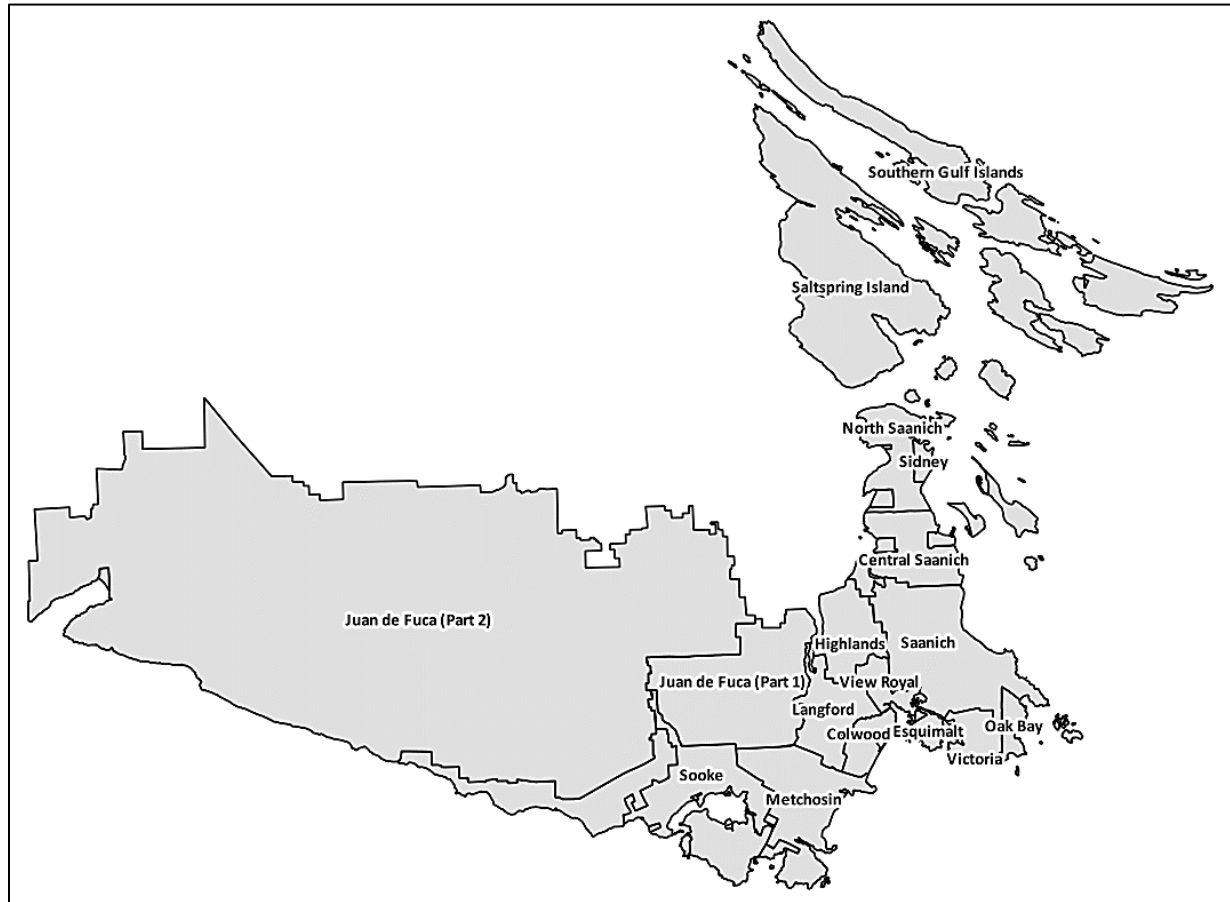 Southern Gulf Islands
Saltspring Island
North Saanich
Sidney
Central Saanich
Juan de Fuca (Part 2)
Highlands
Saanich
Juan de Fuca (Part 1)
View Royal
Langford
Colwood
Esquimalt
Oak Bay
Victoria
Sooke
Metchosin